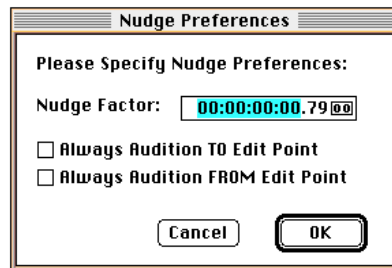 Nudge Preferences
Please Specify Nudge Preferences:
Nudge Factor: 00:00:00:00.79 00
Always Audition TO Edit Point
Always Audition FROM Edit Point
Cancel OK